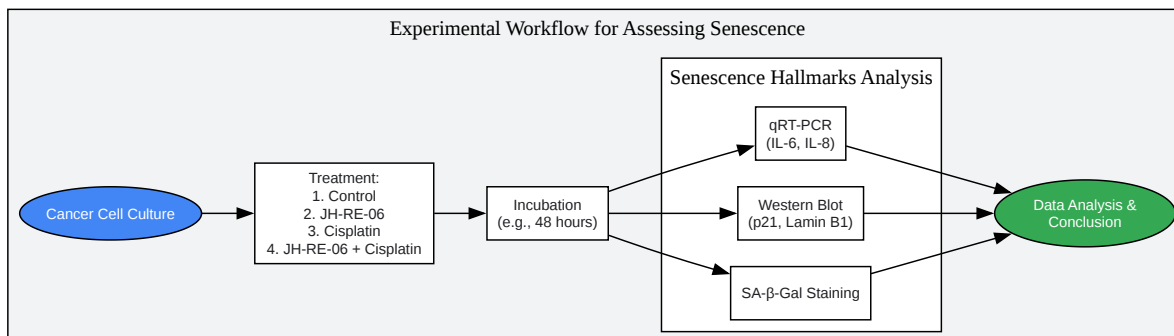 Experimental Workflow for Assessing Senescence
Cancer Cell Culture
Treatment:
1. Control
2. JH-RE-06
3. Cisplatin
4. JH-RE-06 + Cisplatin
Incubation
(e.g., 48 hours)
Senescence Hallmarks Analysis
qRT-PCR
(IL-6, IL-8)
Western Blot
(p21, Lamin B1)
SA-β-Gal Staining
Data Analysis &
Conclusion